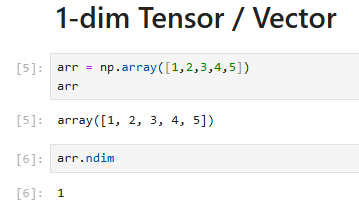 1-dim Tensor / Vector
[5]: arr = np.array([1,2,3,4,5])
arr
[5]: array([1, 2, 3, 4, 5])
[6]: arr.ndim
[6]: 1